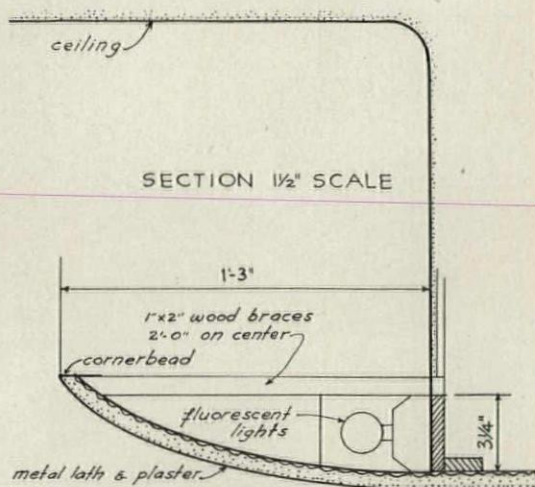 ceiling
SECTION 1½" SCALE
1'-3"
1"x2" wood braces
2'-0" on center
cornerbead
fluorescent
lights
3¼"
metal lath & plaster